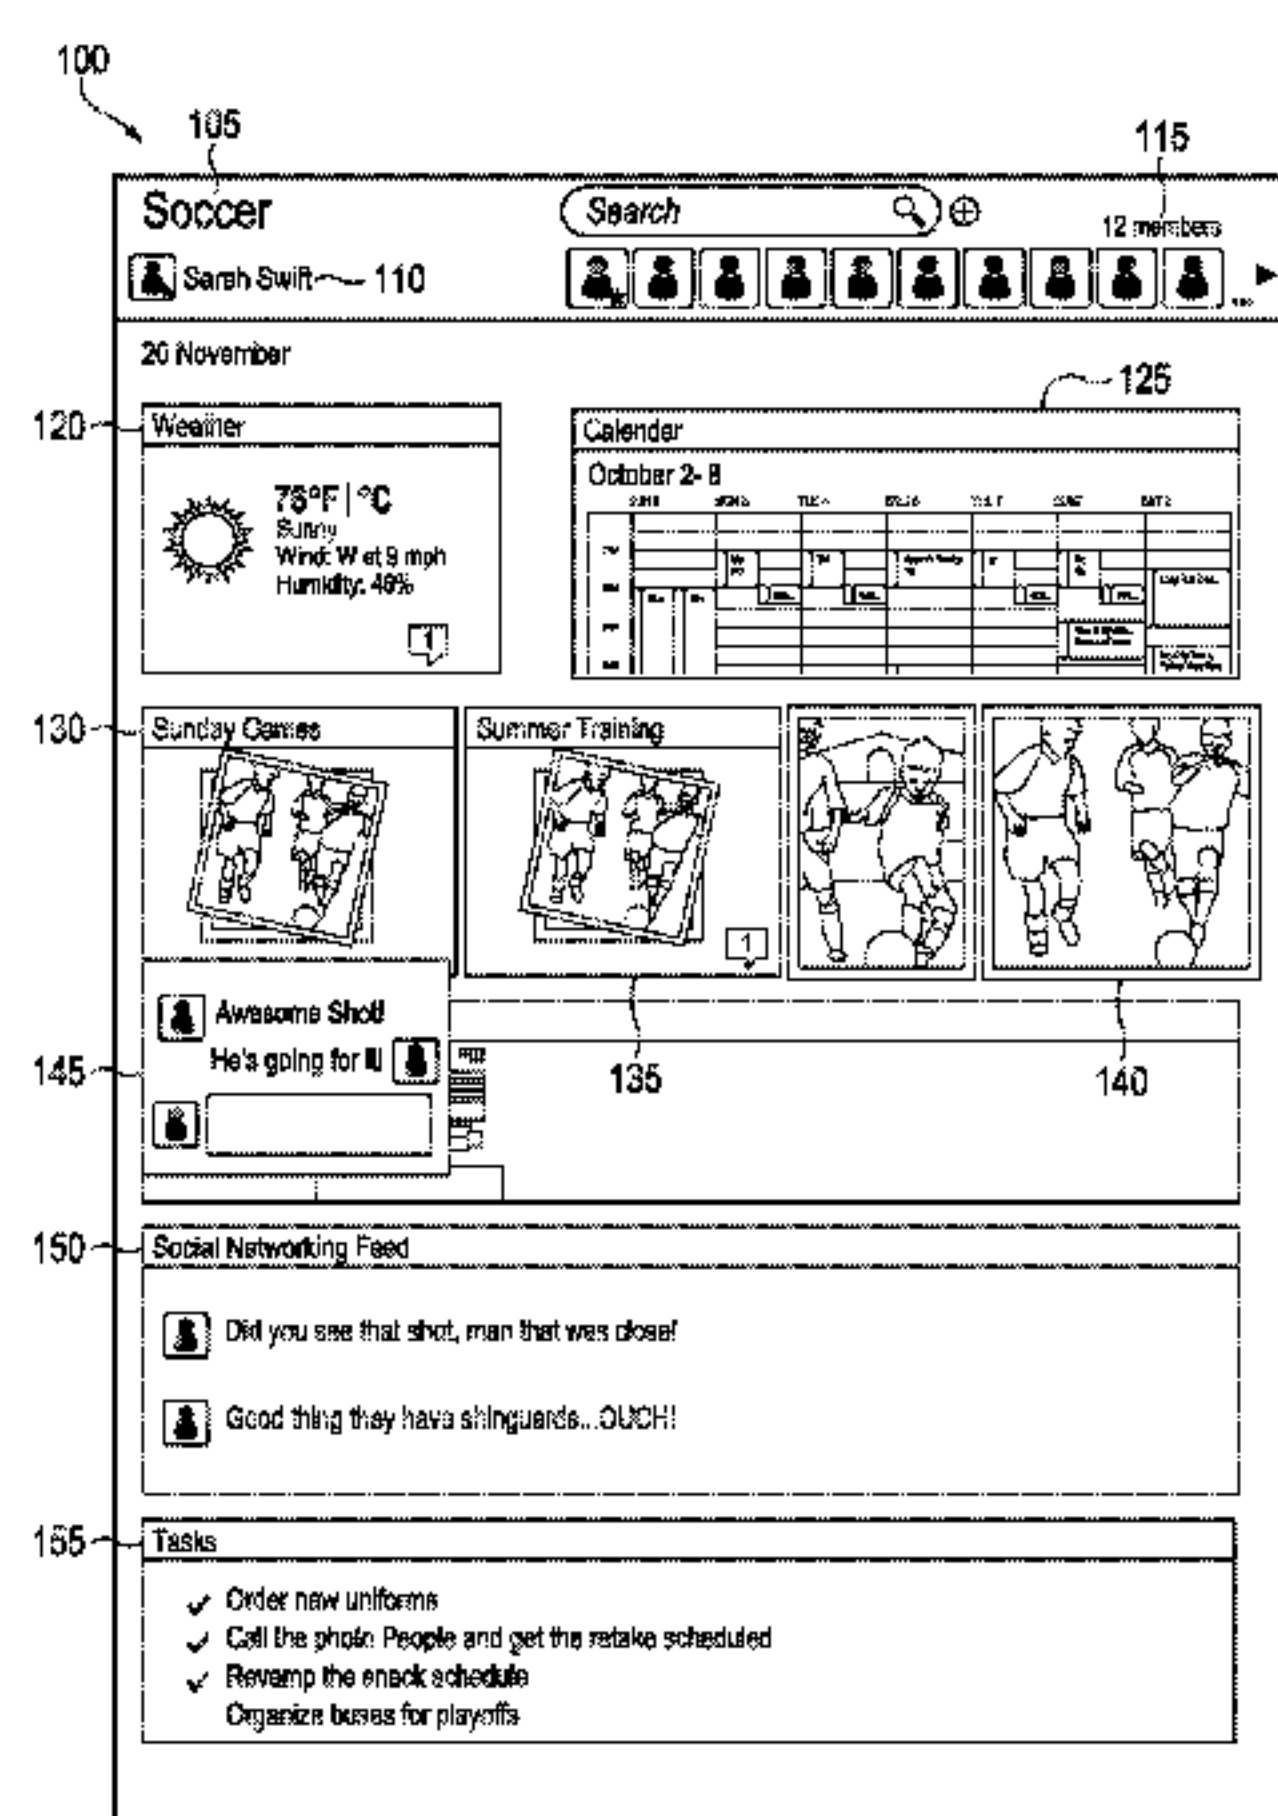 100
105
115
Soccer
Search
12 members
Sarah Swift
110
20 November
125
120
Weather
Calendar
October 2- 8
78°F | °C
Sunny
Wind: W at 9 mph
Humidity: 46%
1
130
Sunday Games
Summer Training
1
Awesome Shot!
He's going for it!
145
135
140
150
Social Networking Feed
Did you see that shot, man that was close!
Good thing they have shinguards...OUCH!
155
Tasks
Order new uniforms
Call the photo People and get the retake scheduled
Revamp the snack schedule
Organize buses for playoffs